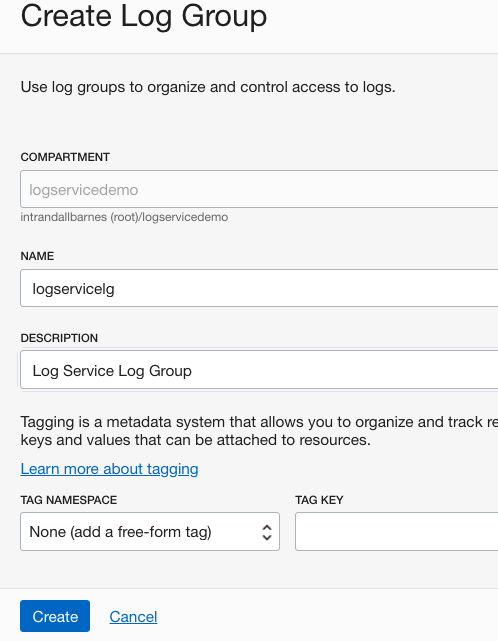 Create Log Group
Use log groups to organize and control access to logs.
COMPARTMENT
logservicedemo
intrandallbarnes (root)/logservicedemo
NAME
logservicelg
DESCRIPTION
Log Service Log Group
Tagging is a metadata system that allows you to organize and track re
keys and values that can be attached to resources.
Learn more about tagging
TAG NAMESPACE TAG KEY
None (add a free-form tag)
Create Cancel